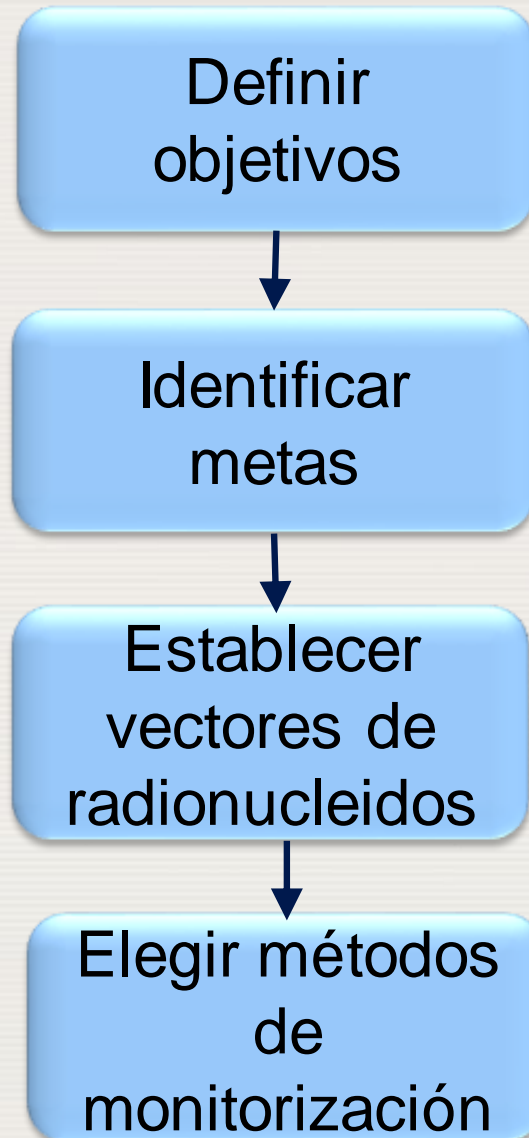 Definir
objetivos
Identificar
metas
Establecer
vectores de
radionucleidos
Elegir métodos
de
monitorización